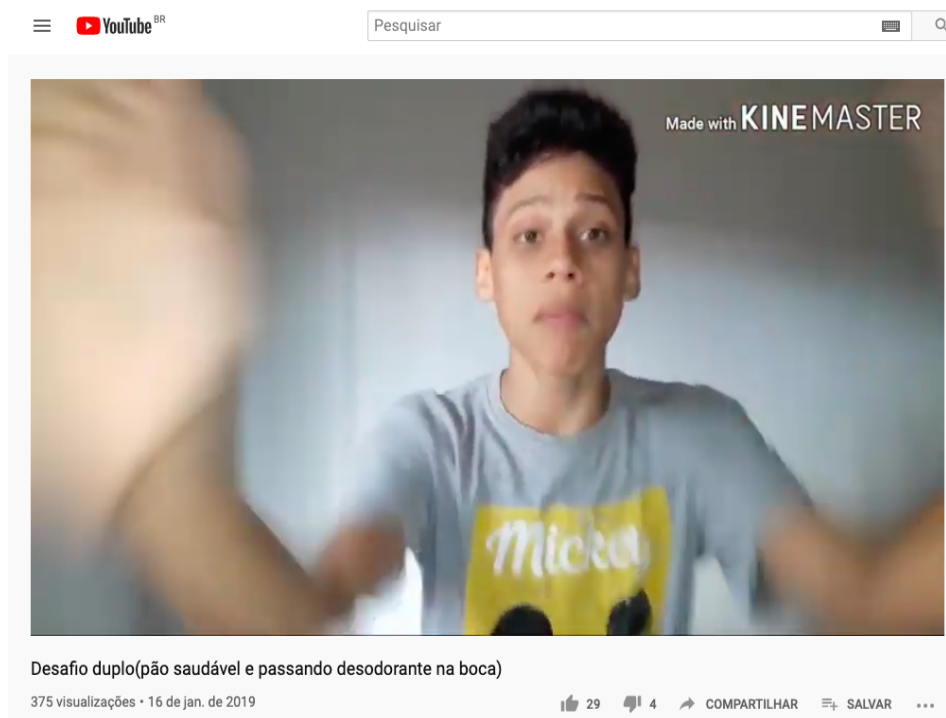 YouTube BR
Pesquisar
Made with KINEMASTER
Mickey
Desafio duplo(pão saudável e passando desodorante na boca)
375 visualizações • 16 de jan. de 2019
29 4 COMPARTILHAR SALVAR